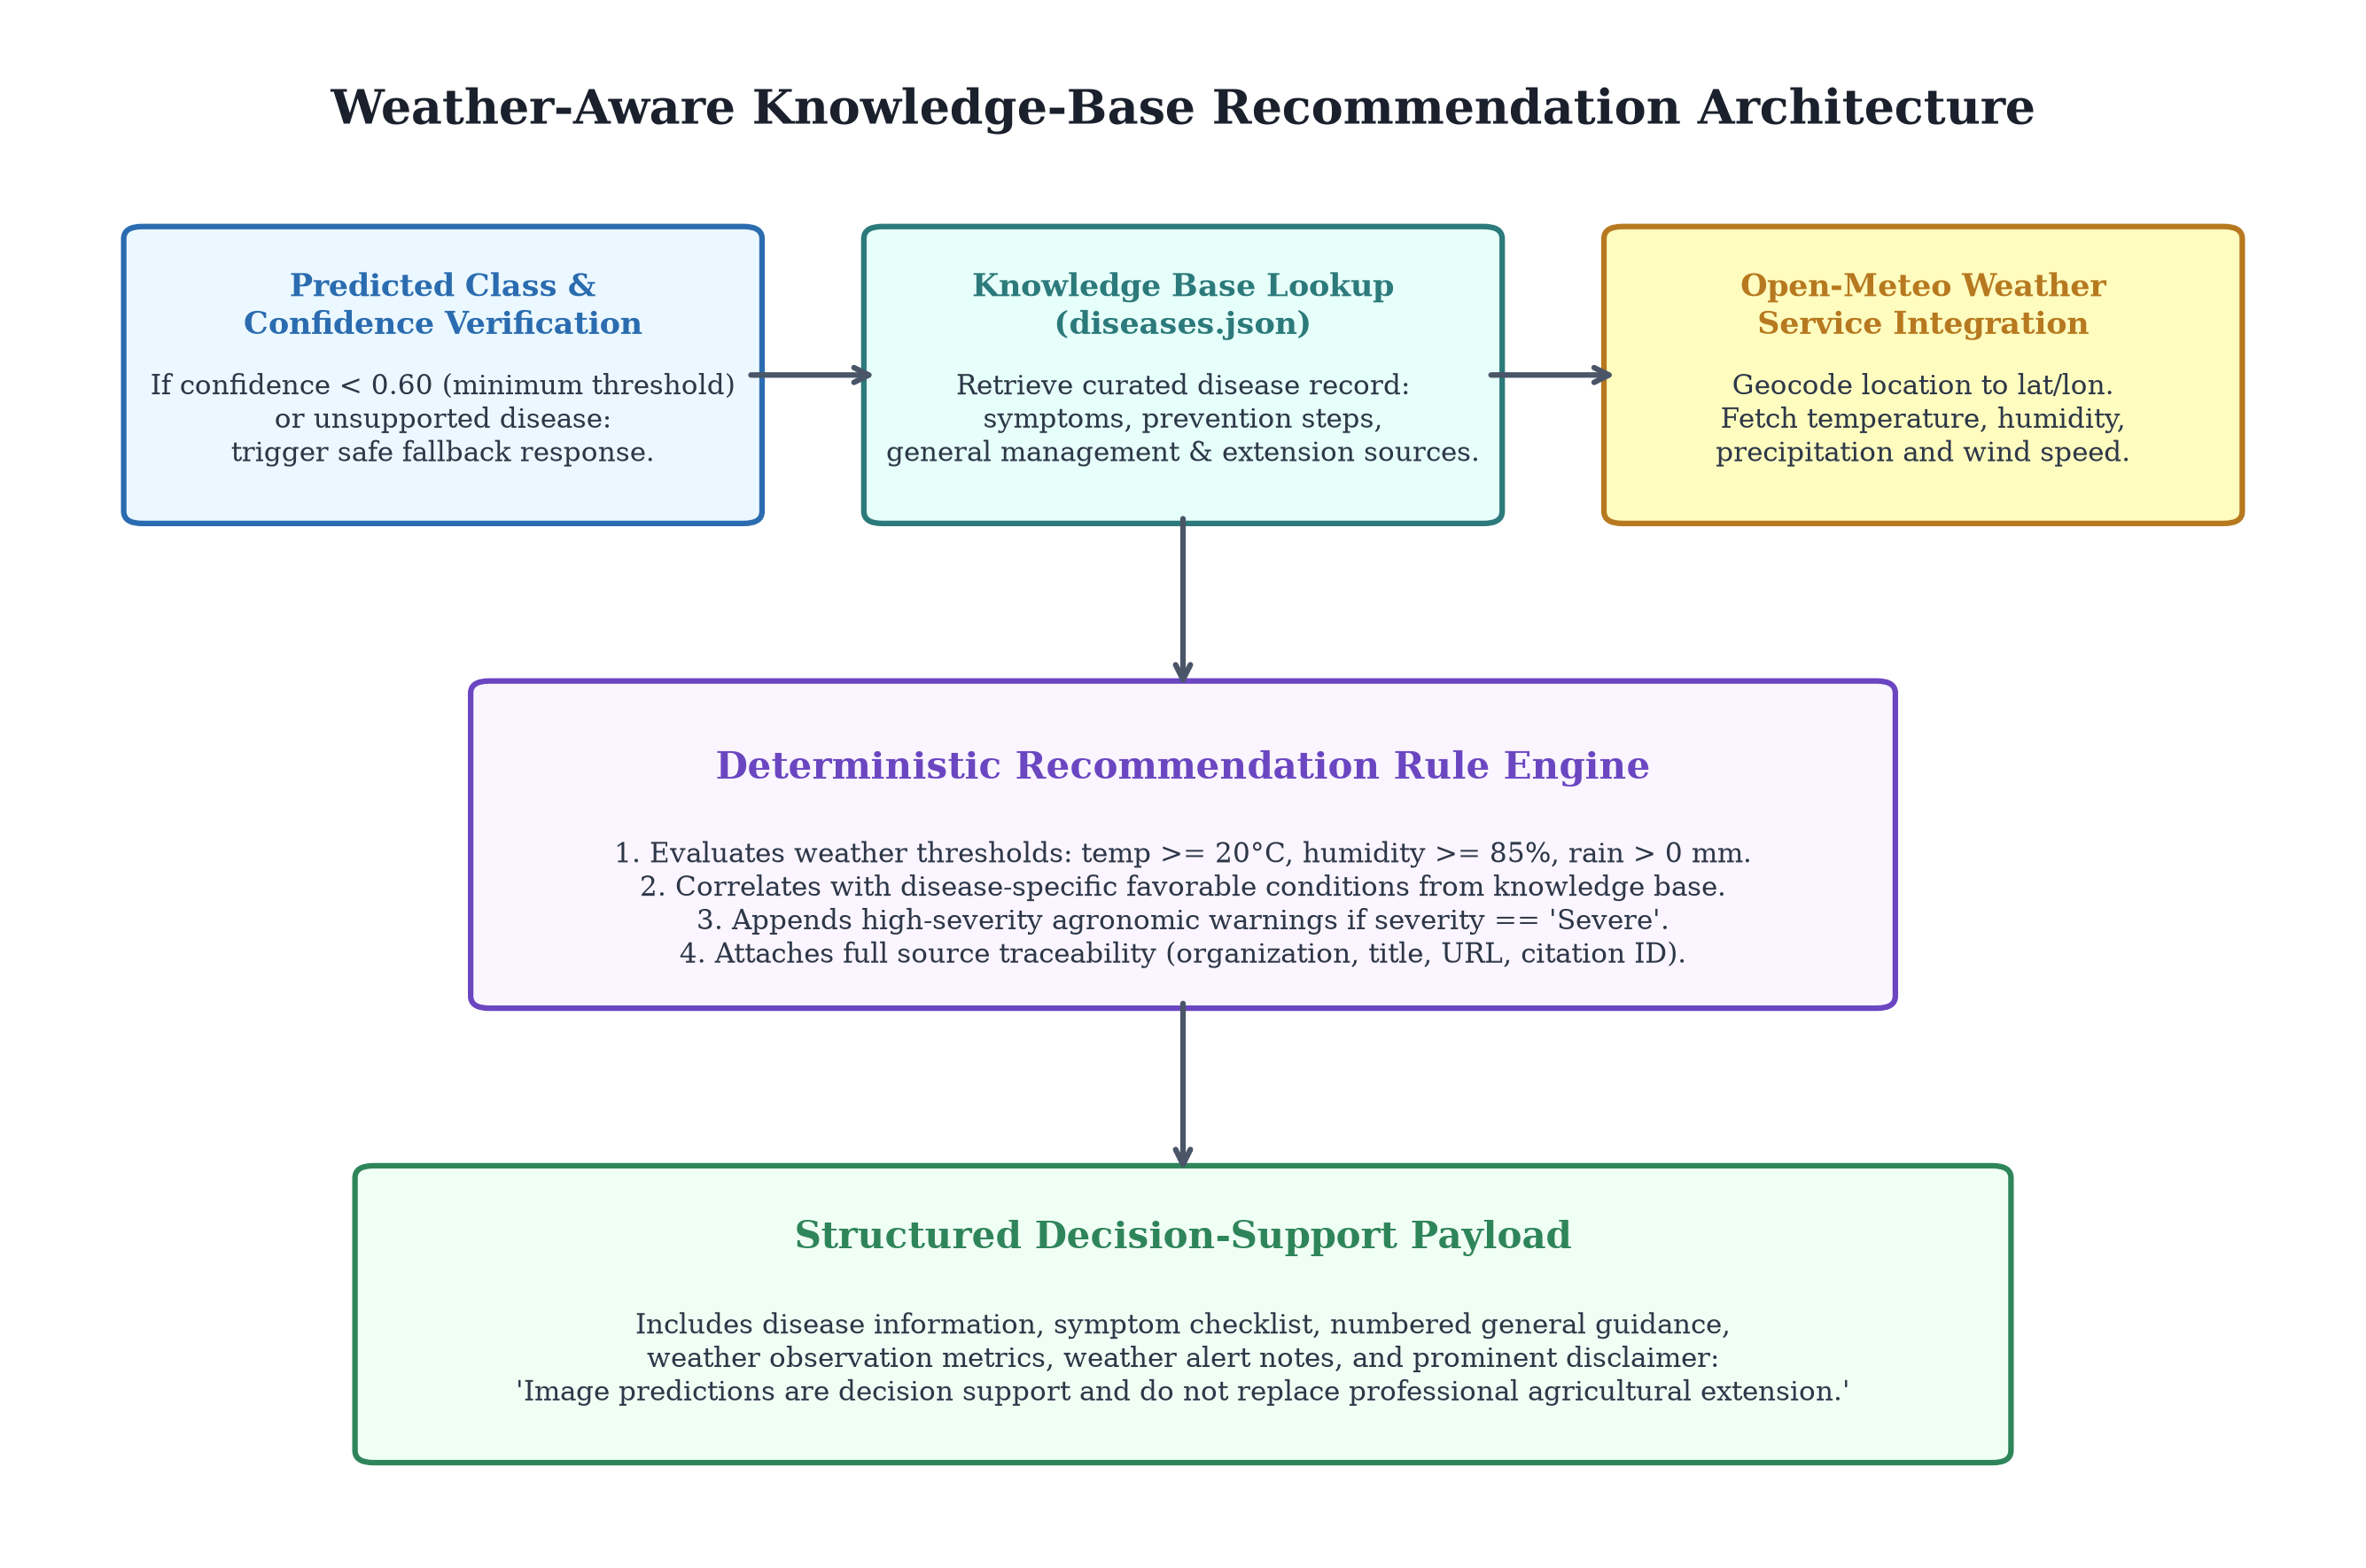 Weather-Aware Knowledge-Base Recommendation Architecture
Predicted Class &
Confidence Verification
If confidence < 0.60 (minimum threshold)
or unsupported disease:
trigger safe fallback response.
Knowledge Base Lookup
(diseases.json)
Retrieve curated disease record:
symptoms, prevention steps,
general management & extension sources.
Open-Meteo Weather
Service Integration
Geocode location to lat/lon.
Fetch temperature, humidity,
precipitation and wind speed.
Deterministic Recommendation Rule Engine
1. Evaluates weather thresholds: temp >= 20°C, humidity >= 85%, rain > 0 mm.
2. Correlates with disease-specific favorable conditions from knowledge base.
3. Appends high-severity agronomic warnings if severity == 'Severe'.
4. Attaches full source traceability (organization, title, URL, citation ID).
Structured Decision-Support Payload
Includes disease information, symptom checklist, numbered general guidance,
weather observation metrics, weather alert notes, and prominent disclaimer:
'Image predictions are decision support and do not replace professional agricultural extension.'